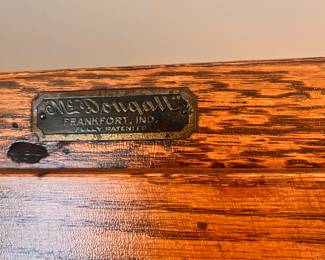 "McDougall"
FRANKFORT, IND.
FULLY PATENTED